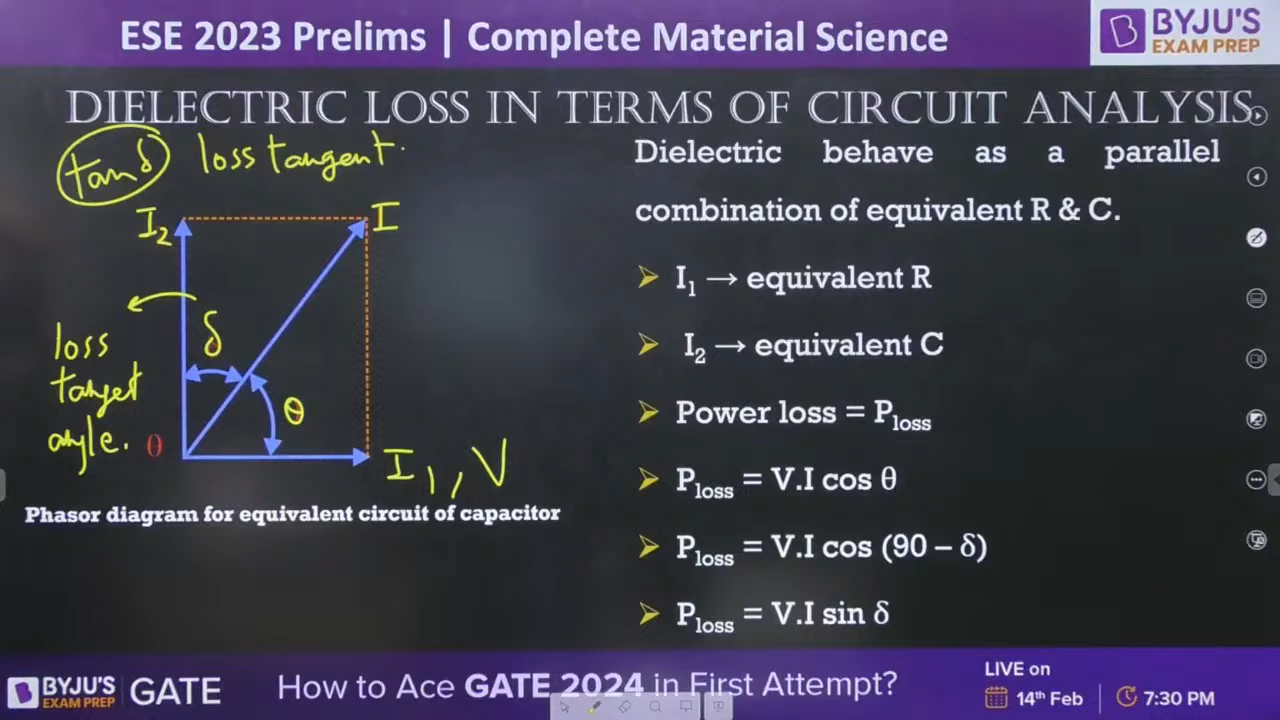 ESE 2023 Prelims | Complete Material Science
BYJU'S
EXAM PREP
DIELECTRIC LOSS IN TERMS OF CIRCUIT ANALYSIS
tan δ loss tangent
I₂
I
δ
loss
tanget
angle.
θ
0
I₁, V
Phasor diagram for equivalent circuit of capacitor
Dielectric behave as a parallel
combination of equivalent R & C.
➢ I₁ → equivalent R
➢ I₂ → equivalent C
➢ Power loss = Pₗₒₛₛ
➢ Pₗₒₛₛ = V.I cos θ
➢ Pₗₒₛₛ = V.I cos (90 – δ)
➢ Pₗₒₛₛ = V.I sin δ
BYJU'S
EXAM PREP
GATE
How to Ace GATE 2024 in First Attempt?
LIVE on
14th Feb | 7:30 PM